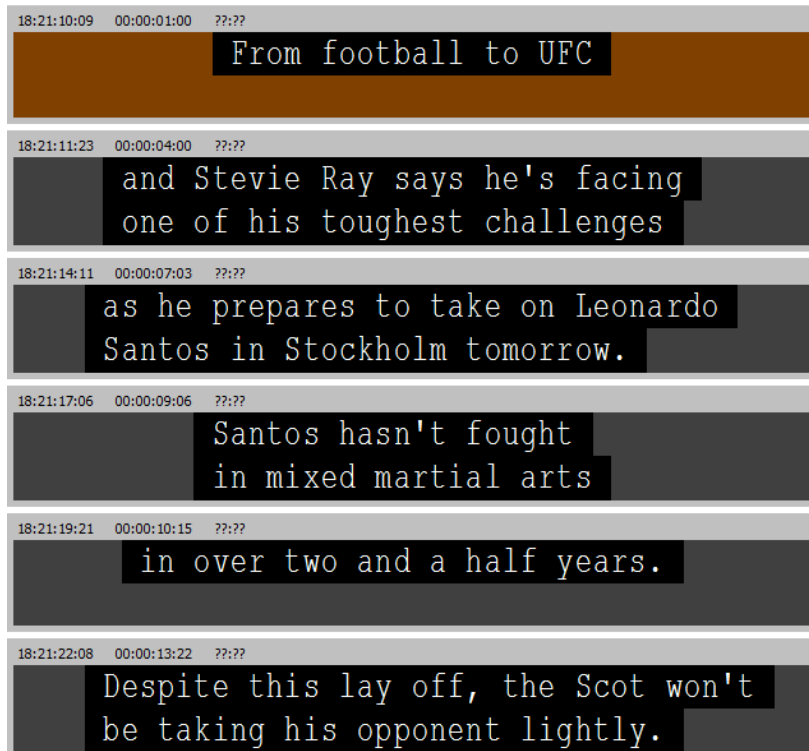 18:21:10:09 00:00:01:00 ??:??
From football to UFC
18:21:11:23 00:00:04:00 ??:??
and Stevie Ray says he's facing
one of his toughest challenges
18:21:14:11 00:00:07:03 ??:??
as he prepares to take on Leonardo
Santos in Stockholm tomorrow.
18:21:17:06 00:00:09:06 ??:??
Santos hasn't fought
in mixed martial arts
18:21:19:21 00:00:10:15 ??:??
in over two and a half years.
18:21:22:08 00:00:13:22 ??:??
Despite this lay off, the Scot won't
be taking his opponent lightly.